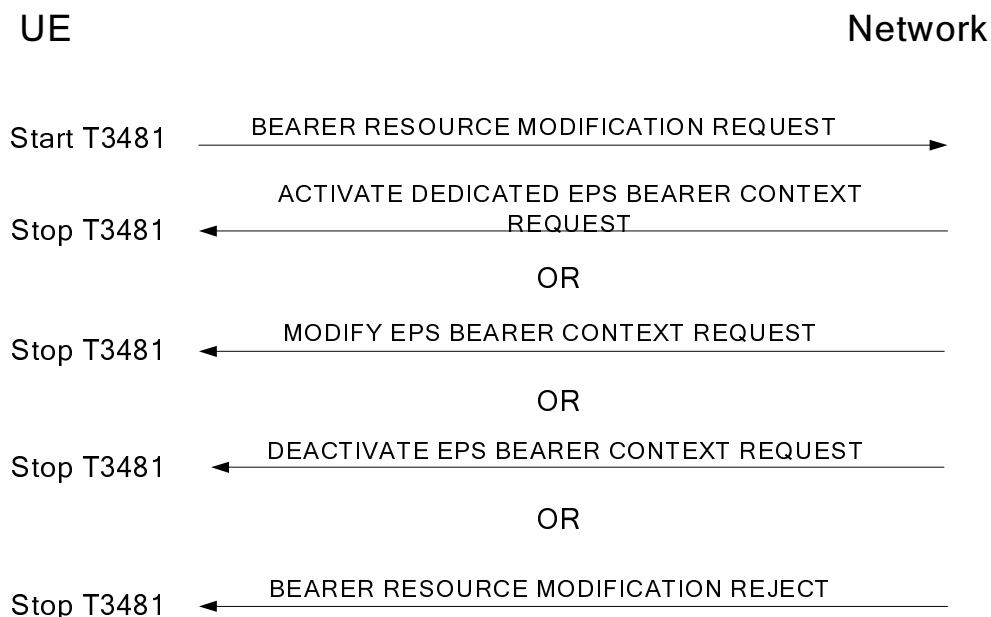 UE Network
Start T3481 BEARER RESOURCE MODIFICATION REQUEST
ACTIVATE DEDICATED EPS BEARER CONTEXT
Stop T3481 REQUEST
OR
Stop T3481 MODIFY EPS BEARER CONTEXT REQUEST
OR
Stop T3481 DEACTIVATE EPS BEARER CONTEXT REQUEST
OR
Stop T3481 BEARER RESOURCE MODIFICATION REJECT